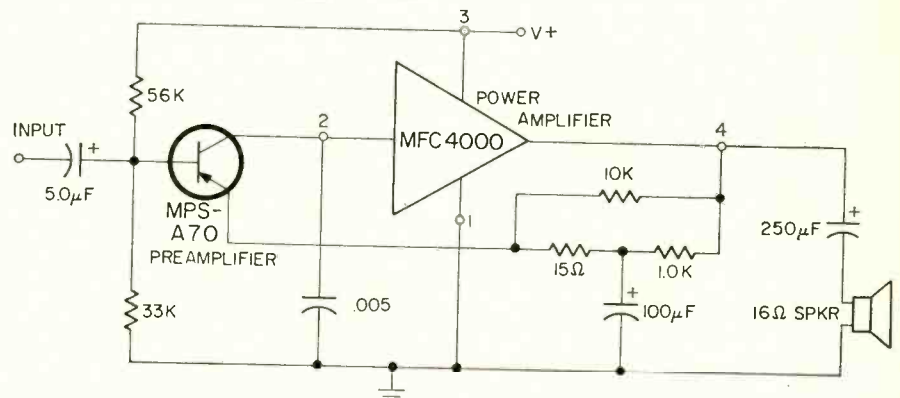 3
V+
56K
INPUT
+
5.0µF
2
POWER
AMPLIFIER
MFC4000
4
MPS-
A70
PREAMPLIFIER
1
10K
15Ω
1.0K
+
250µF
33K
.005
+
100µF
16Ω SPKR